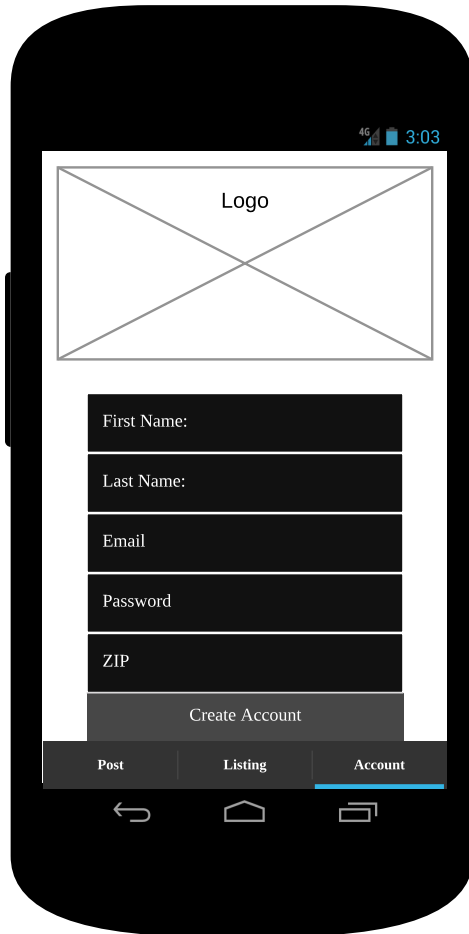 4G 3:03
Logo
First Name:
Last Name:
Email
Password
ZIP
Create Account
Post Listing Account